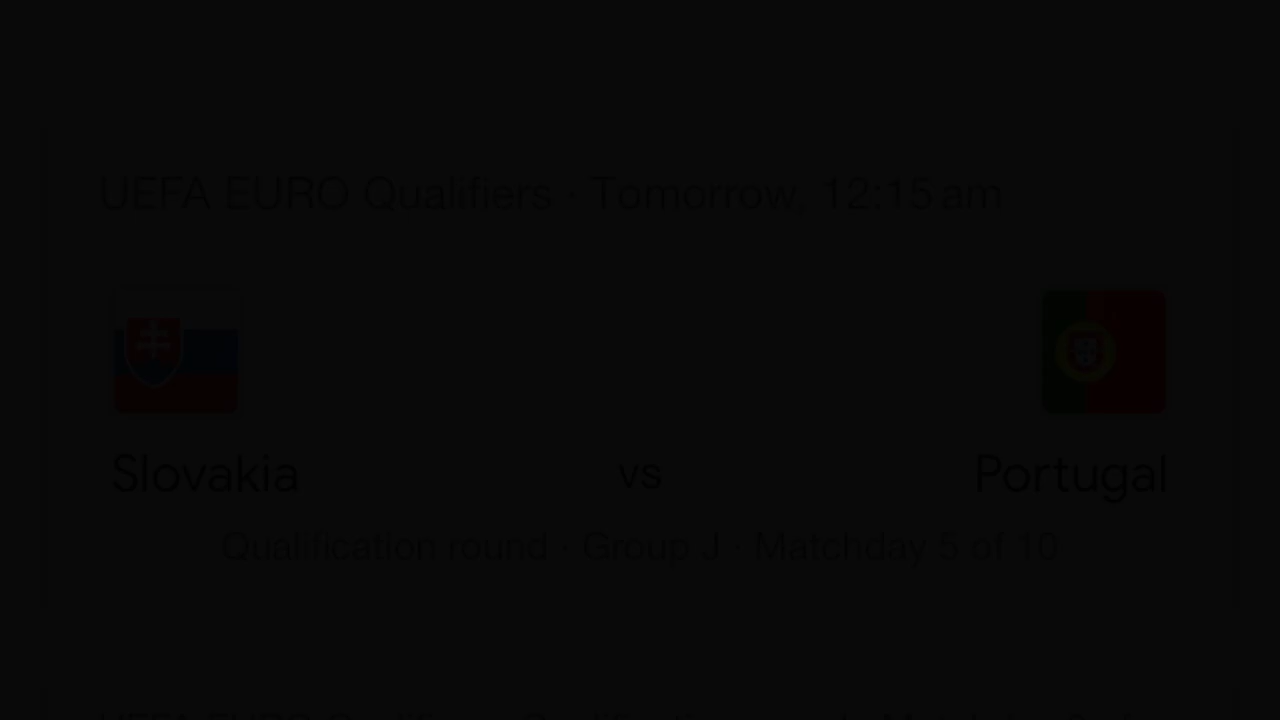 UEFA EURO Qualifiers · Tomorrow, 12:15 am
Slovakia vs Portugal
Qualification round · Group J · Matchday 5 of 10